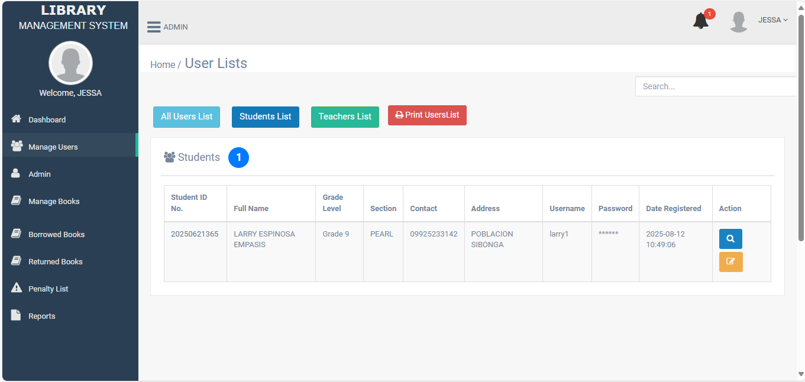 LIBRARY
MANAGEMENT SYSTEM
Welcome, JESSA
Dashboard
Manage Users
Admin
Manage Books
Borrowed Books
Returned Books
Penalty List
Reports
ADMIN
1
JESSA
Home / User Lists
Search...
All Users List Students List Teachers List Print UsersList
Students 1
Student ID No. Full Name Grade Level Section Contact Address Username Password Date Registered Action
20250621365 LARRY ESPINOSA EMPASIS Grade 9 PEARL 09925233142 POBLACION SIBONGA larry1 ****** 2025-08-12 10:49:06